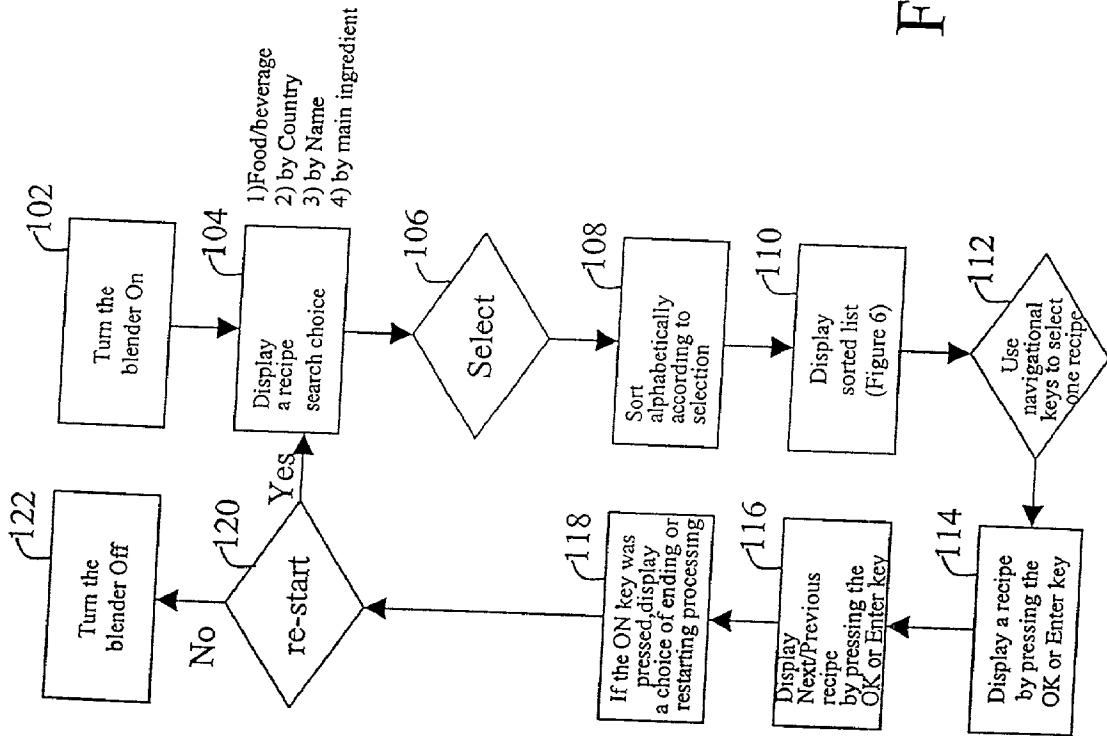 102
Turn the
blender On
104
Display
a recipe
search choice
1)Food/beverage
2) by Country
3) by Name
4) by main ingredient
106
Select
108
Sort
alphabetically
according to
selection
110
Display
sorted list
(Figure 6)
112
Use
navigational
keys to select
one recipe
114
Display a recipe
by pressing the
OK or Enter key
116
Display
Next/Previous
recipe
by pressing the
OK or Enter key
118
If the ON key was
pressed,display
a choice of ending or
restarting processing
120
re-start
Yes
No
122
Turn the
blender Off
F